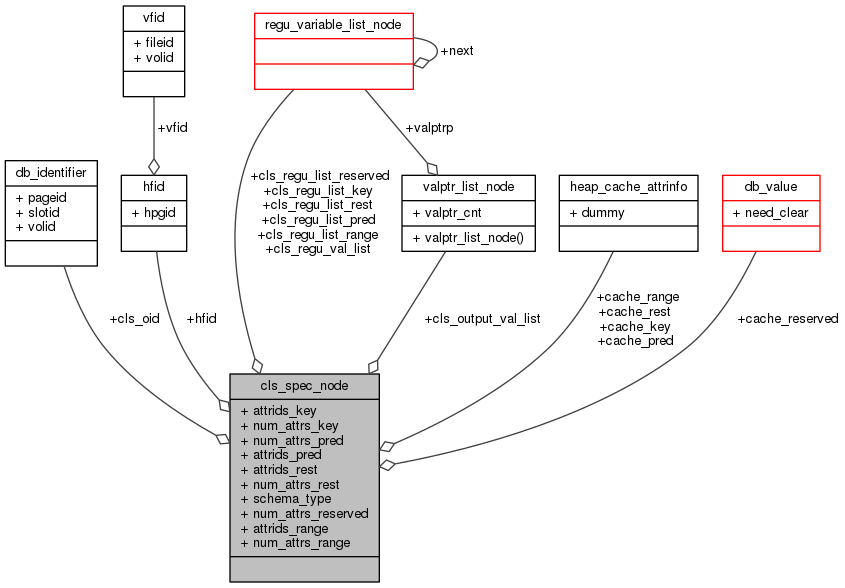 vfid
+ fileid
+ volid
regu_variable_list_node
+next
+vfid
+valptrp
db_identifier
+ pageid
+ slotid
+ volid
hfid
+ hpgid
+cls_regu_list_reserved
+cls_regu_list_key
+cls_regu_list_rest
+cls_regu_list_pred
+cls_regu_list_range
+cls_regu_val_list
valptr_list_node
+ valptr_cnt
+ valptr_list_node()
heap_cache_attrinfo
+ dummy
db_value
+ need_clear
+cls_oid
+hfid
+cls_output_val_list
+cache_range
+cache_rest
+cache_key
+cache_pred
+cache_reserved
cls_spec_node
+ attrids_key
+ num_attrs_key
+ num_attrs_pred
+ attrids_pred
+ attrids_rest
+ num_attrs_rest
+ schema_type
+ num_attrs_reserved
+ attrids_range
+ num_attrs_range